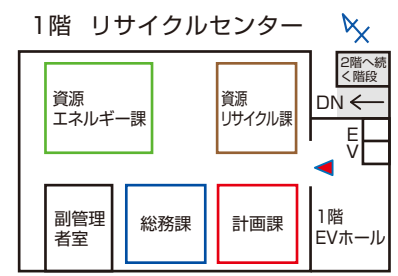 1階 リサイクルセンター
2階へ続
く階段
DN
資源
エネルギー課
資源
リサイクル課
EV
副管理
者室
総務課
計画課
1階
EVホール